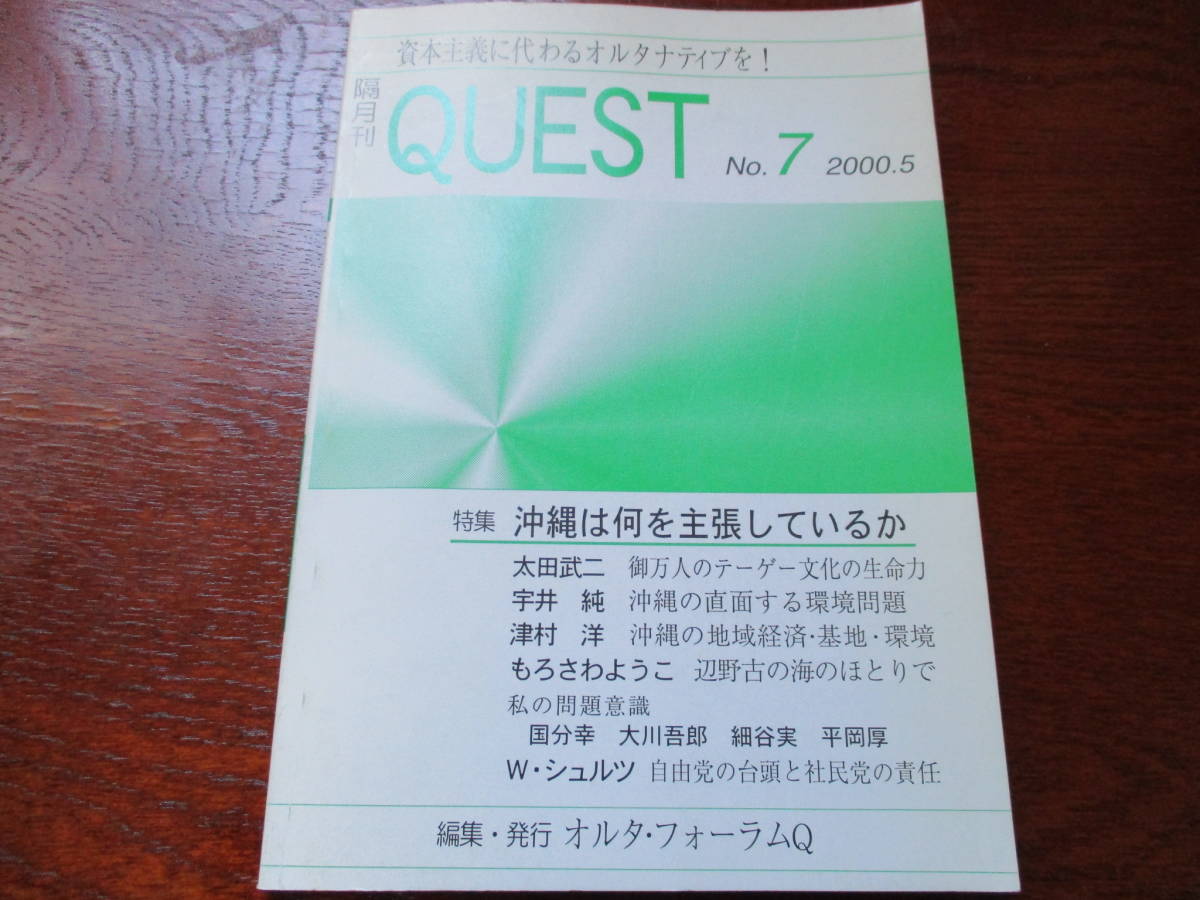 資本主義に代わるオルタナティブを!
隔月刊
QUEST No. 7 2000.5
特集 沖縄は何を主張しているか
太田武二 御万人のテーゲー文化の生命力
宇井 純 沖縄の直面する環境問題
津村 洋 沖縄の地域経済・基地・環境
もろさわようこ 辺野古の海のほとりで
私の問題意識
国分幸 大川吾郎 細谷実 平岡厚
W・シュルツ 自由党の台頭と社民党の責任
編集・発行 オルタ・フォーラムQ